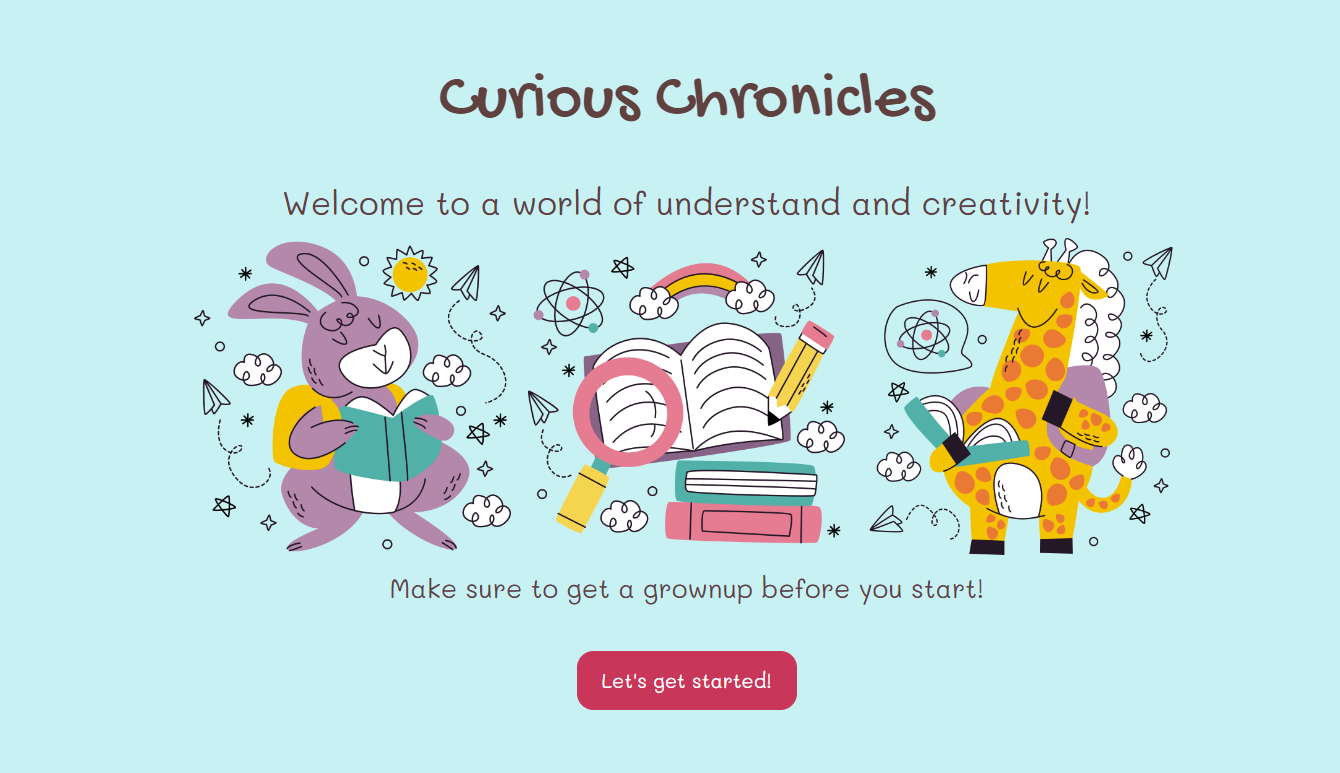 Curious Chronicles
Welcome to a world of understand and creativity!
Make sure to get a grownup before you start!
Let's get started!